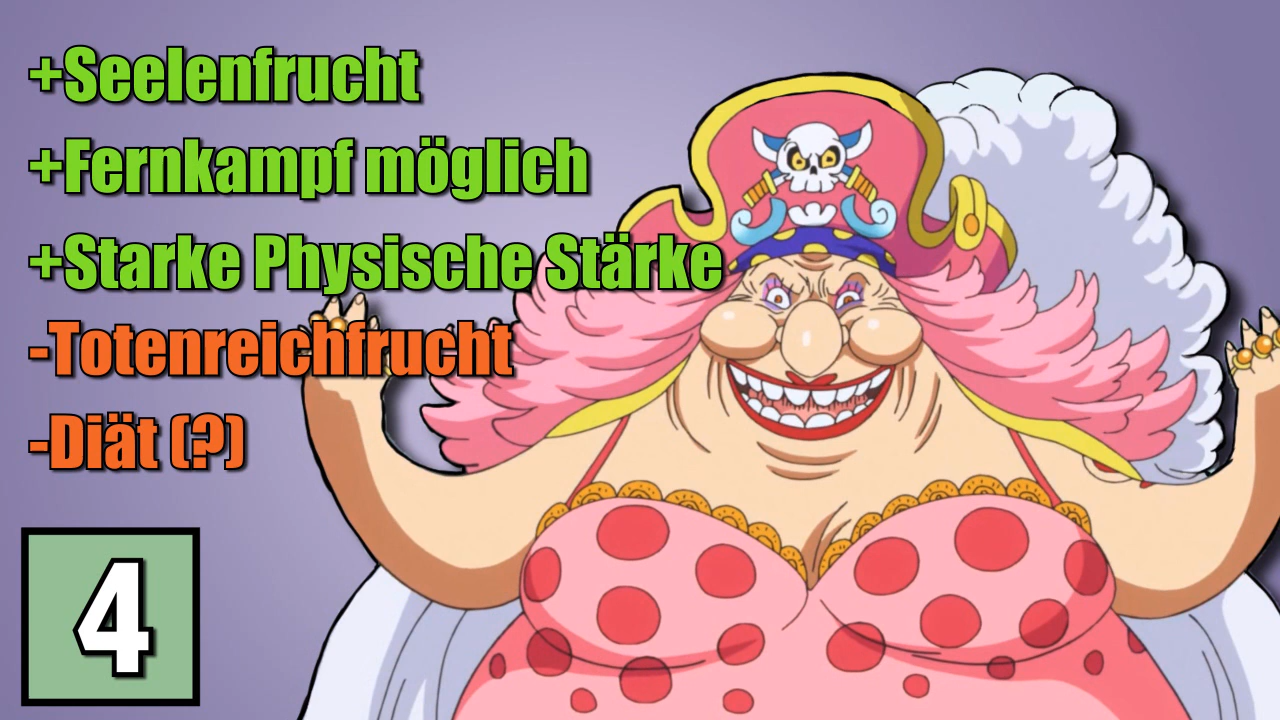 +Seelenfrucht
+Fernkampf möglich
+Starke Physische Stärke
-Totenreichfrucht
-Diät (?)
4